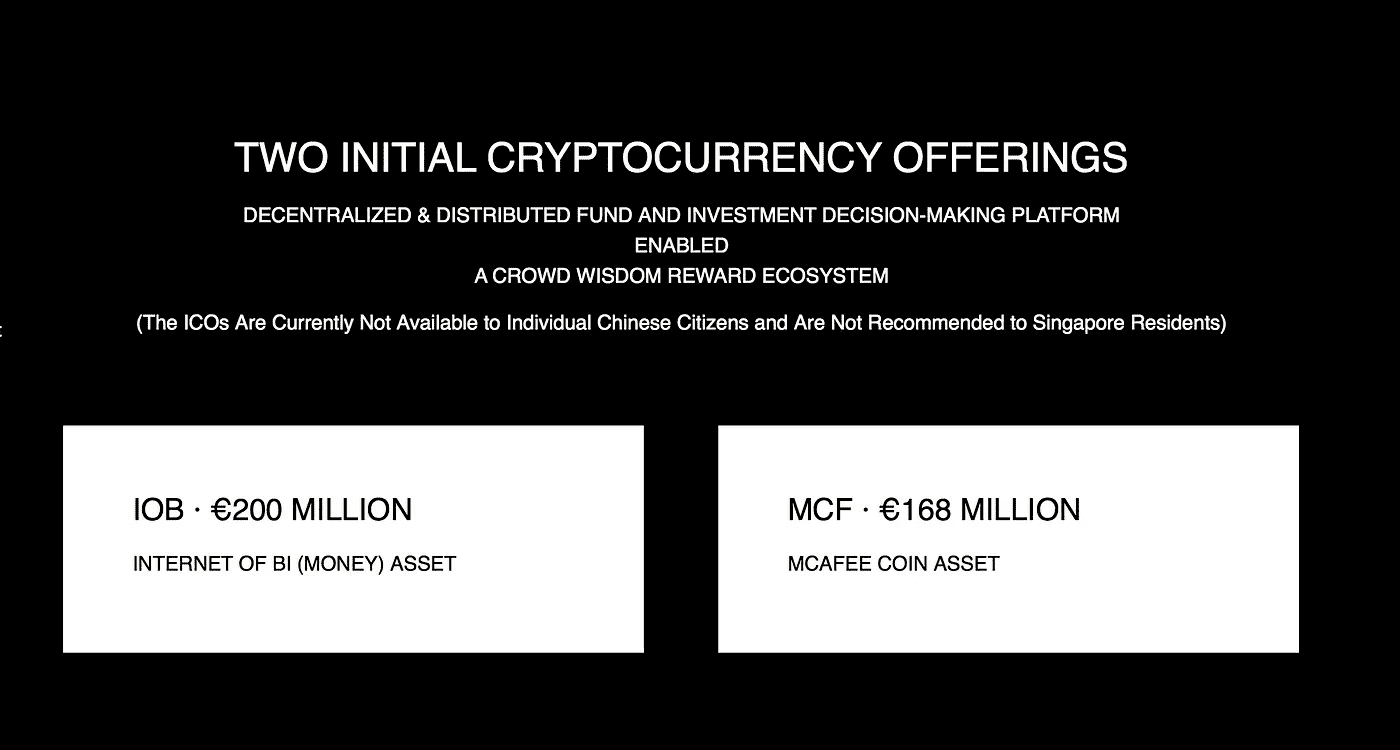 TWO INITIAL CRYPTOCURRENCY OFFERINGS
DECENTRALIZED & DISTRIBUTED FUND AND INVESTMENT DECISION-MAKING PLATFORM
ENABLED
A CROWD WISDOM REWARD ECOSYSTEM
(The ICOs Are Currently Not Available to Individual Chinese Citizens and Are Not Recommended to Singapore Residents)
IOB · €200 MILLION
INTERNET OF BI (MONEY) ASSET
MCF · €168 MILLION
MCAFEE COIN ASSET